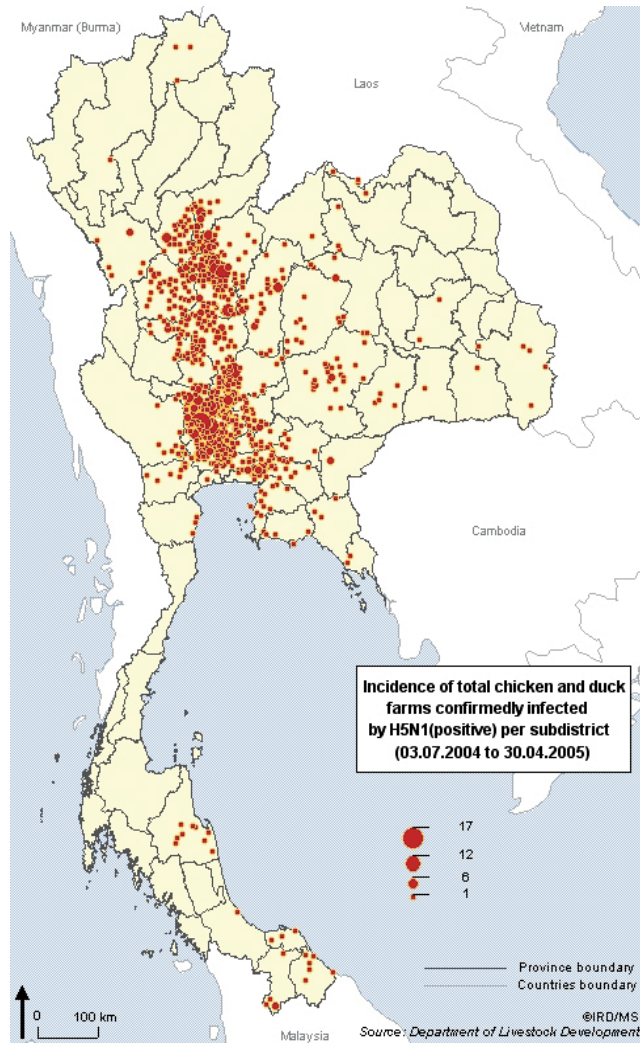 Myanmar (Burma)
Vietnam
Laos
Cambodia
Incidence of total chicken and duck
farms confirmedly infected
by H5N1(positive) per subdistrict
(03.07.2004 to 30.04.2005)
17
12
6
1
Province boundary
Countries boundary
©IRD/MS
0 100 km
Source: Department of Livestock Development
Malaysia